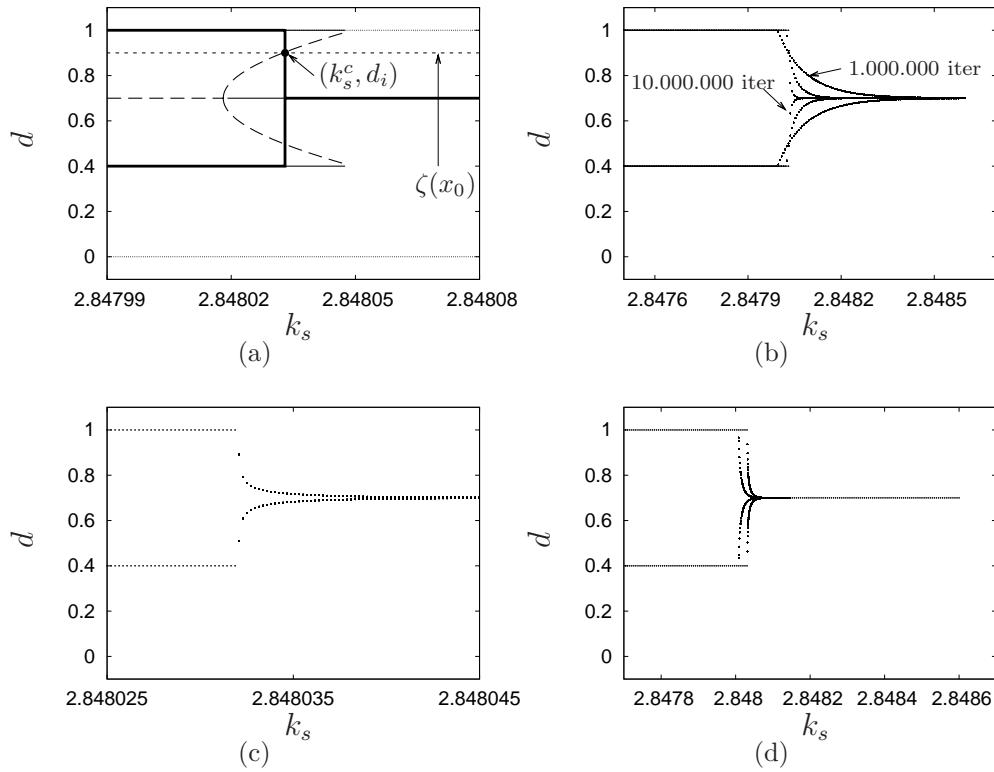 1
0.8
0.6
0.4
0.2
0
d
(k_s^c, d_i)
ζ(x_0)
2.84799
2.84802
2.84805
2.84808
k_s
(a)
1
0.8
0.6
0.4
0.2
0
d
1.000.000 iter
10.000.000 iter
2.8476
2.8479
2.8482
2.8485
k_s
(b)
1
0.8
0.6
0.4
0.2
0
d
2.848025
2.848035
2.848045
k_s
(c)
1
0.8
0.6
0.4
0.2
0
d
2.8478
2.848
2.8482
2.8484
2.8486
k_s
(d)